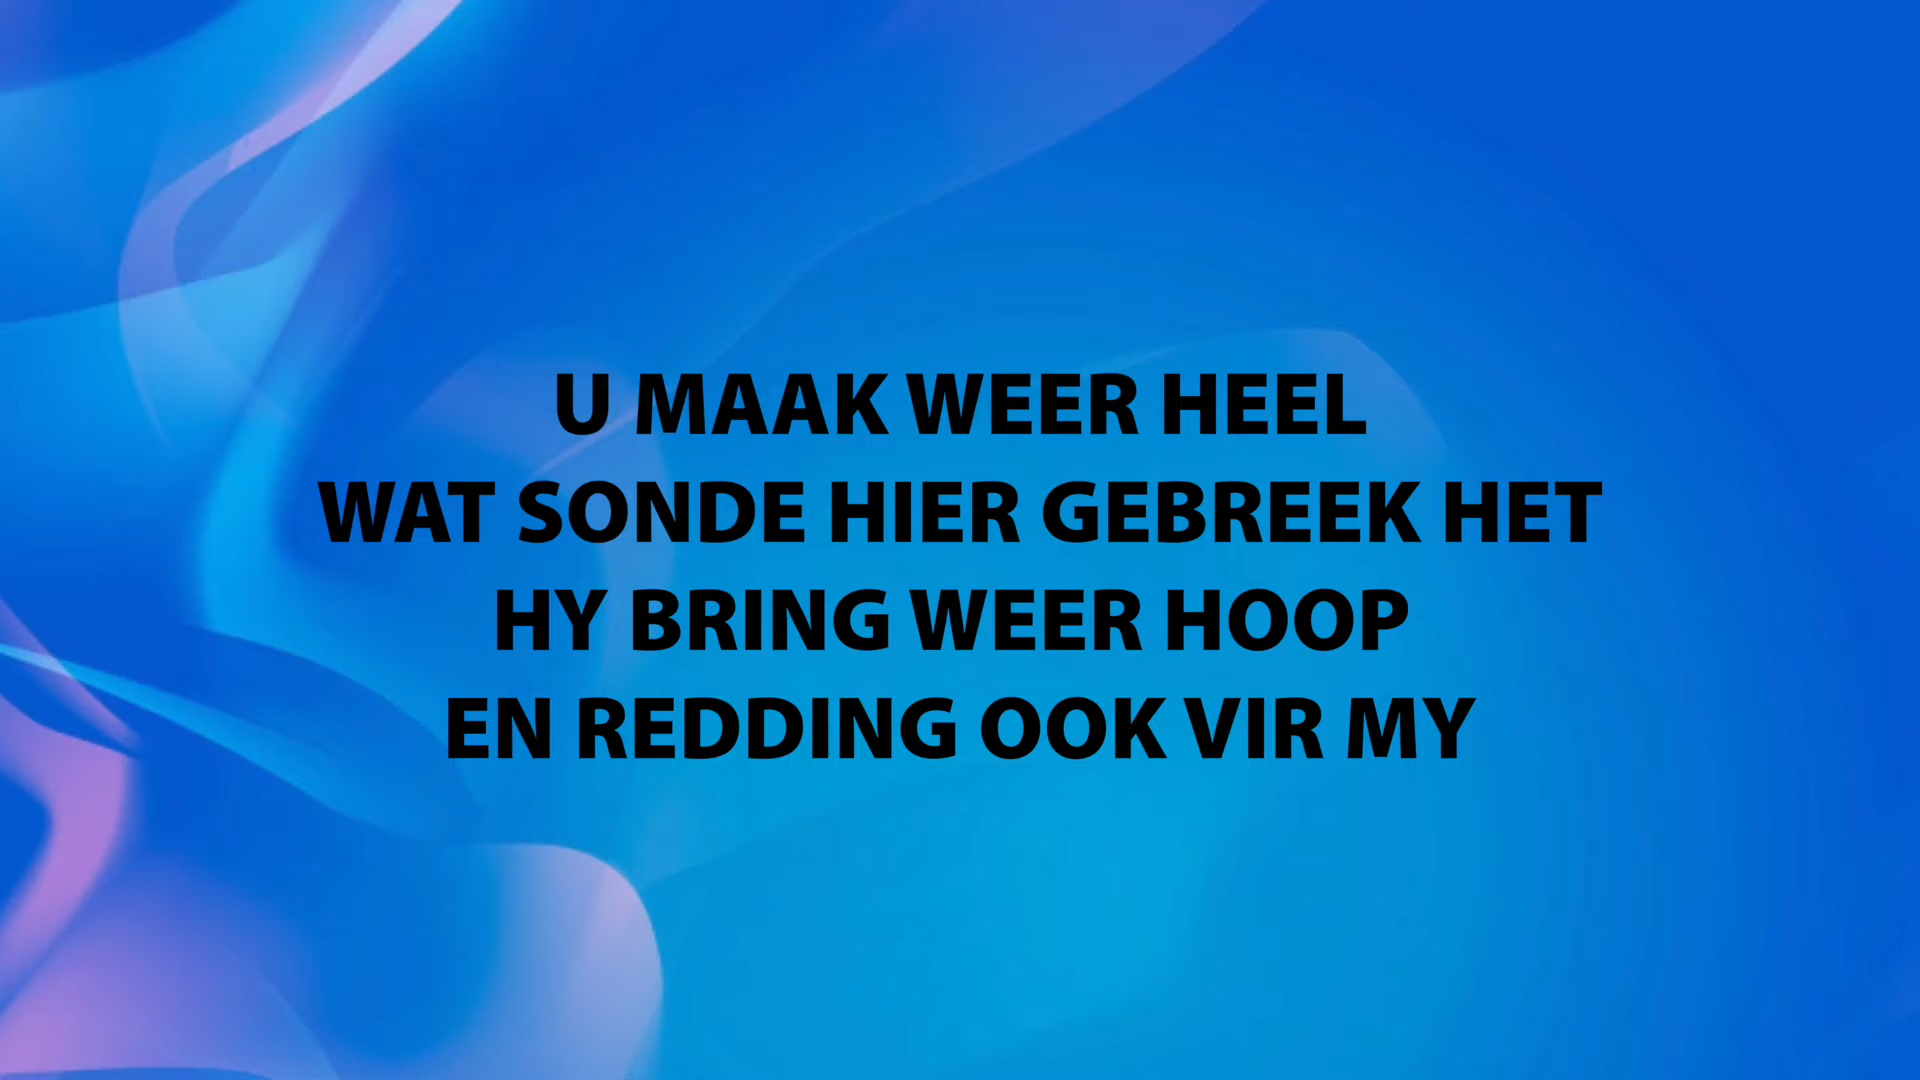 U MAAK WEER HEEL
WAT SONDE HIER GEBREEK HET
HY BRING WEER HOOP
EN REDDING OOK VIR MY